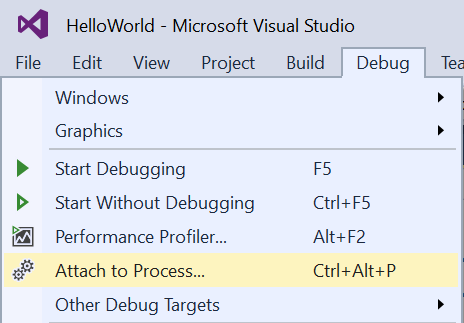 HelloWorld - Microsoft Visual Studio
File Edit View Project Build Debug
Windows
Graphics
Start Debugging F5
Start Without Debugging Ctrl+F5
Performance Profiler... Alt+F2
Attach to Process... Ctrl+Alt+P
Other Debug Targets